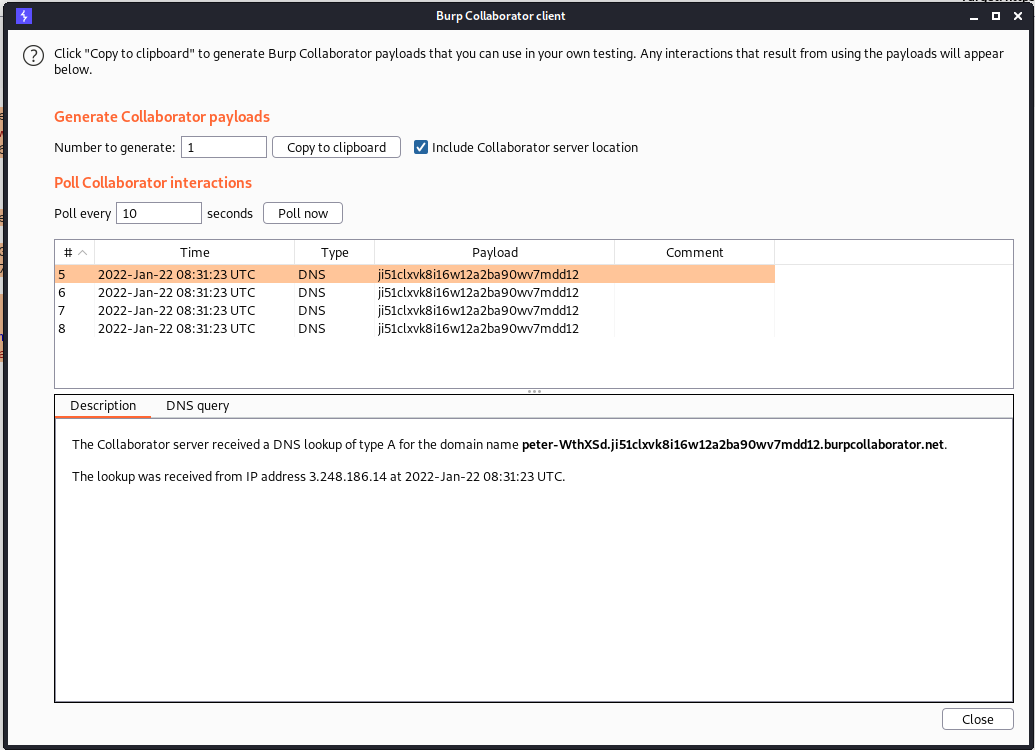 Burp Collaborator client
Click "Copy to clipboard" to generate Burp Collaborator payloads that you can use in your own testing. Any interactions that result from using the payloads will appear
below.
Generate Collaborator payloads
Number to generate: 1 Copy to clipboard Include Collaborator server location
Poll Collaborator interactions
Poll every 10 seconds Poll now
# Time Type Payload Comment
5 2022-Jan-22 08:31:23 UTC DNS ji51clxvk8i16w12a2ba90wv7mdd12
6 2022-Jan-22 08:31:23 UTC DNS ji51clxvk8i16w12a2ba90wv7mdd12
7 2022-Jan-22 08:31:23 UTC DNS ji51clxvk8i16w12a2ba90wv7mdd12
8 2022-Jan-22 08:31:23 UTC DNS ji51clxvk8i16w12a2ba90wv7mdd12
Description DNS query
The Collaborator server received a DNS lookup of type A for the domain name peter-WthXSd.ji51clxvk8i16w12a2ba90wv7mdd12.burpcollaborator.net.
The lookup was received from IP address 3.248.186.14 at 2022-Jan-22 08:31:23 UTC.
Close